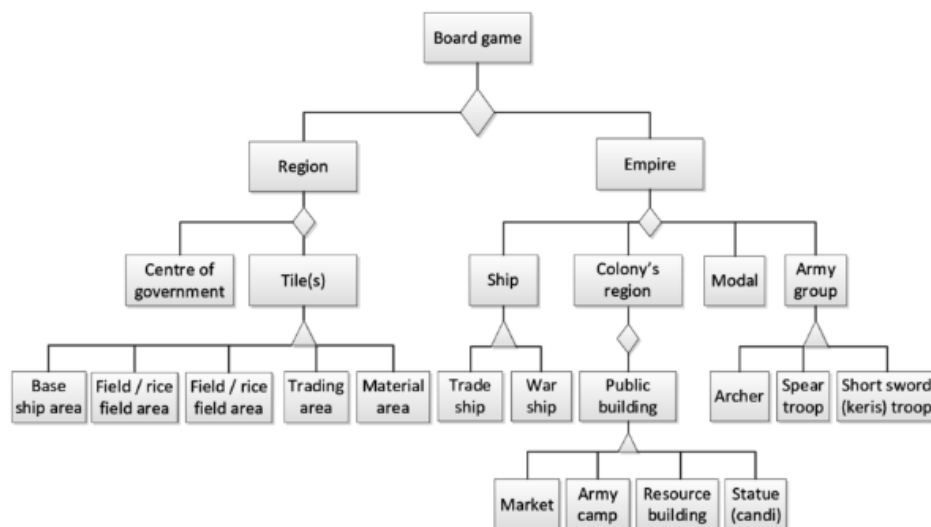 Board game
Region
Empire
Centre of
government
Tile(s)
Ship
Colony's
region
Modal
Army
group
Base
ship area
Field / rice
field area
Field / rice
field area
Trading
area
Material
area
Trade
ship
War
ship
Public
building
Archer
Spear
troop
Short sword
(keris) troop
Market
Army
camp
Resource
building
Statue
(candi)